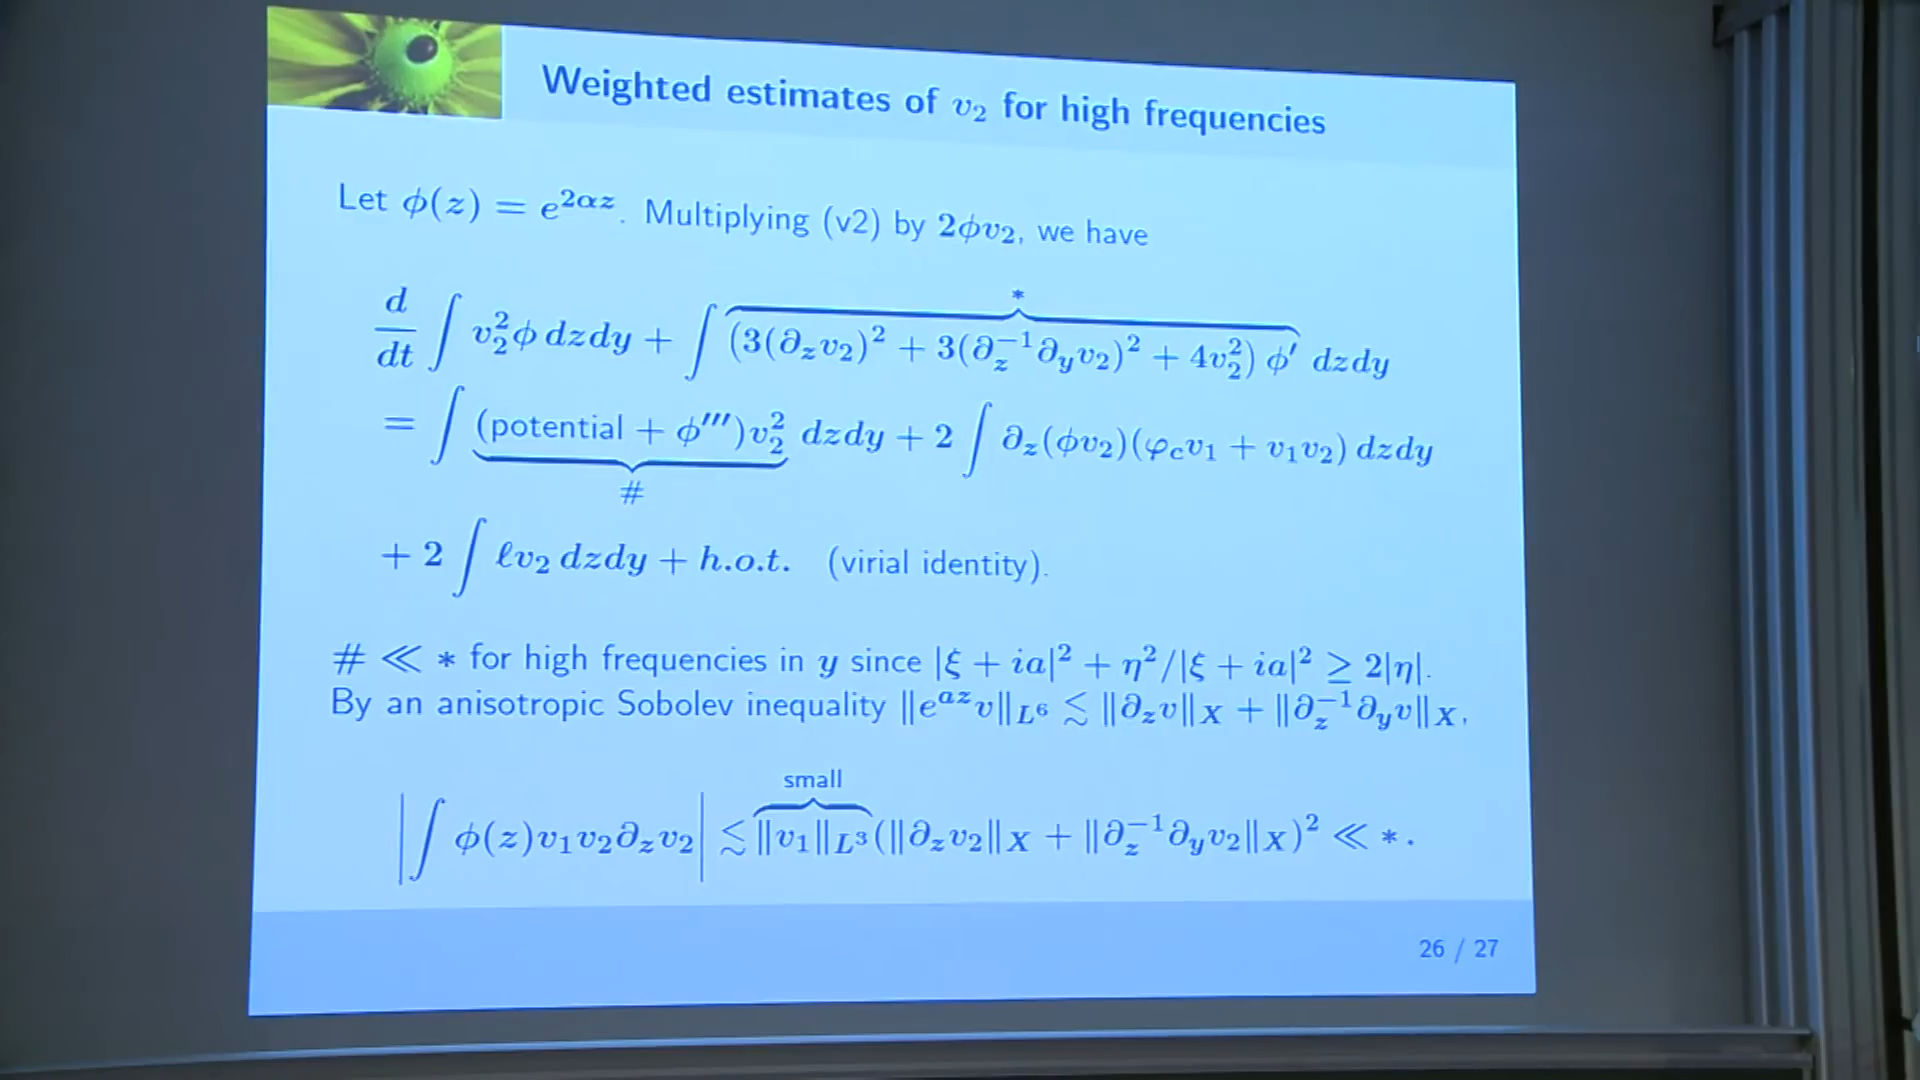 Weighted estimates of v₂ for high frequencies
Let ϕ(z) = e^{2αz}. Multiplying (v2) by 2ϕv₂, we have
*
d/dt ∫ v₂²ϕ dzdy + ∫ (3(∂_z v₂)² + 3(∂_z^{-1}∂_y v₂)² + 4v₂²) ϕ′ dzdy
= ∫ (potential + ϕ‴)v₂² dzdy + 2 ∫ ∂_z(ϕv₂)(φ_c v₁ + v₁v₂) dzdy
#
+ 2 ∫ ℓv₂ dzdy + h.o.t. (virial identity).
# ≪ * for high frequencies in y since |ξ + ia|² + η²/|ξ + ia|² ≥ 2|η|.
By an anisotropic Sobolev inequality ‖e^{az}v‖_{L⁶} ≲ ‖∂_z v‖_X + ‖∂_z^{-1}∂_y v‖_X,
small
|∫ ϕ(z)v₁v₂∂_z v₂| ≲ ‖v₁‖_{L³}(‖∂_z v₂‖_X + ‖∂_z^{-1}∂_y v₂‖_X)² ≪ *.
26 / 27